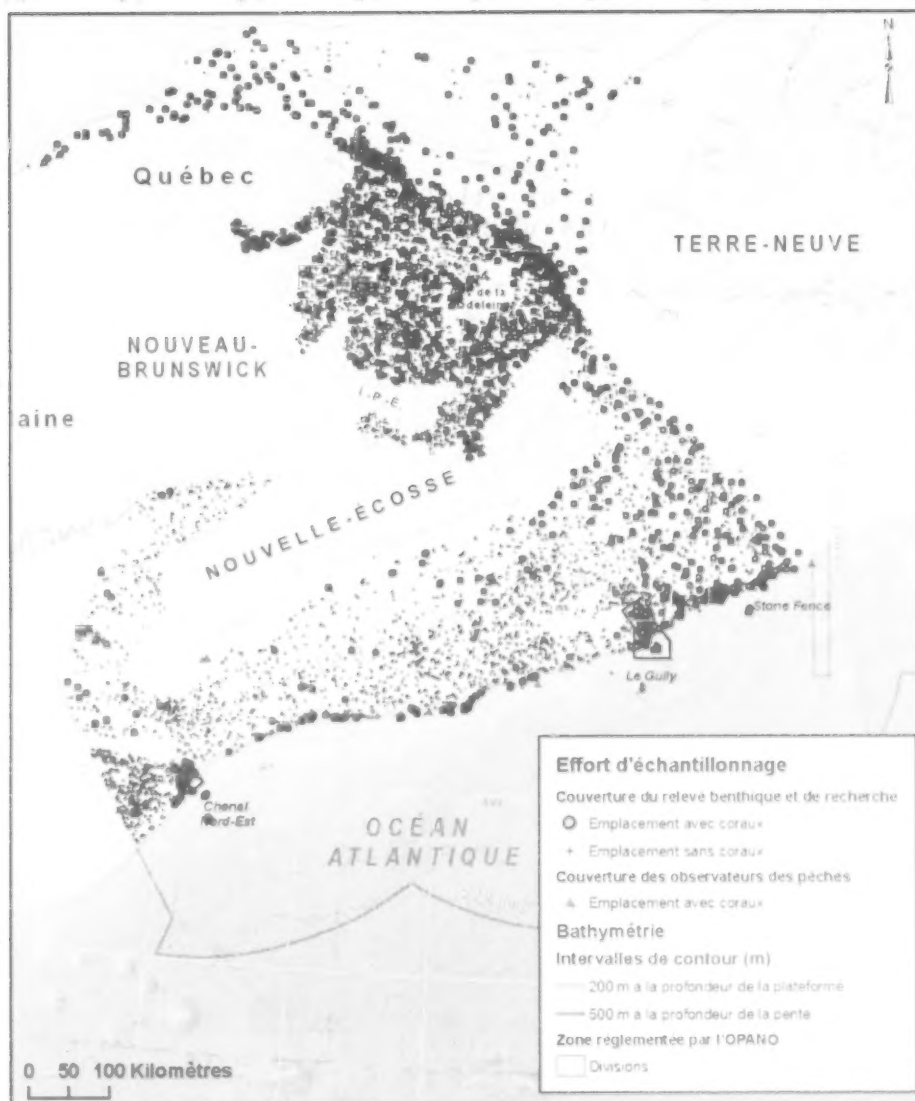 N
Québec
TERRE-NEUVE
NOUVEAU-
BRUNSWICK
I-P-E
aine
NOUVELLE-ÉCOSSE
Stone Fence
Le Gully
Chenal
Nord-Est
OCÉAN
ATLANTIQUE
Effort d'échantillonnage
Couverture du relevé benthique et de recherche
Emplacement avec coraux
Emplacement sans coraux
Couverture des observateurs des pêches
Emplacement avec coraux
Bathymétrie
Intervalles de contour (m)
200 m à la profondeur de la plateforme
500 m à la profondeur de la pente
Zone réglementée par l'OPANO
Divisions
0 50 100 Kilomètres